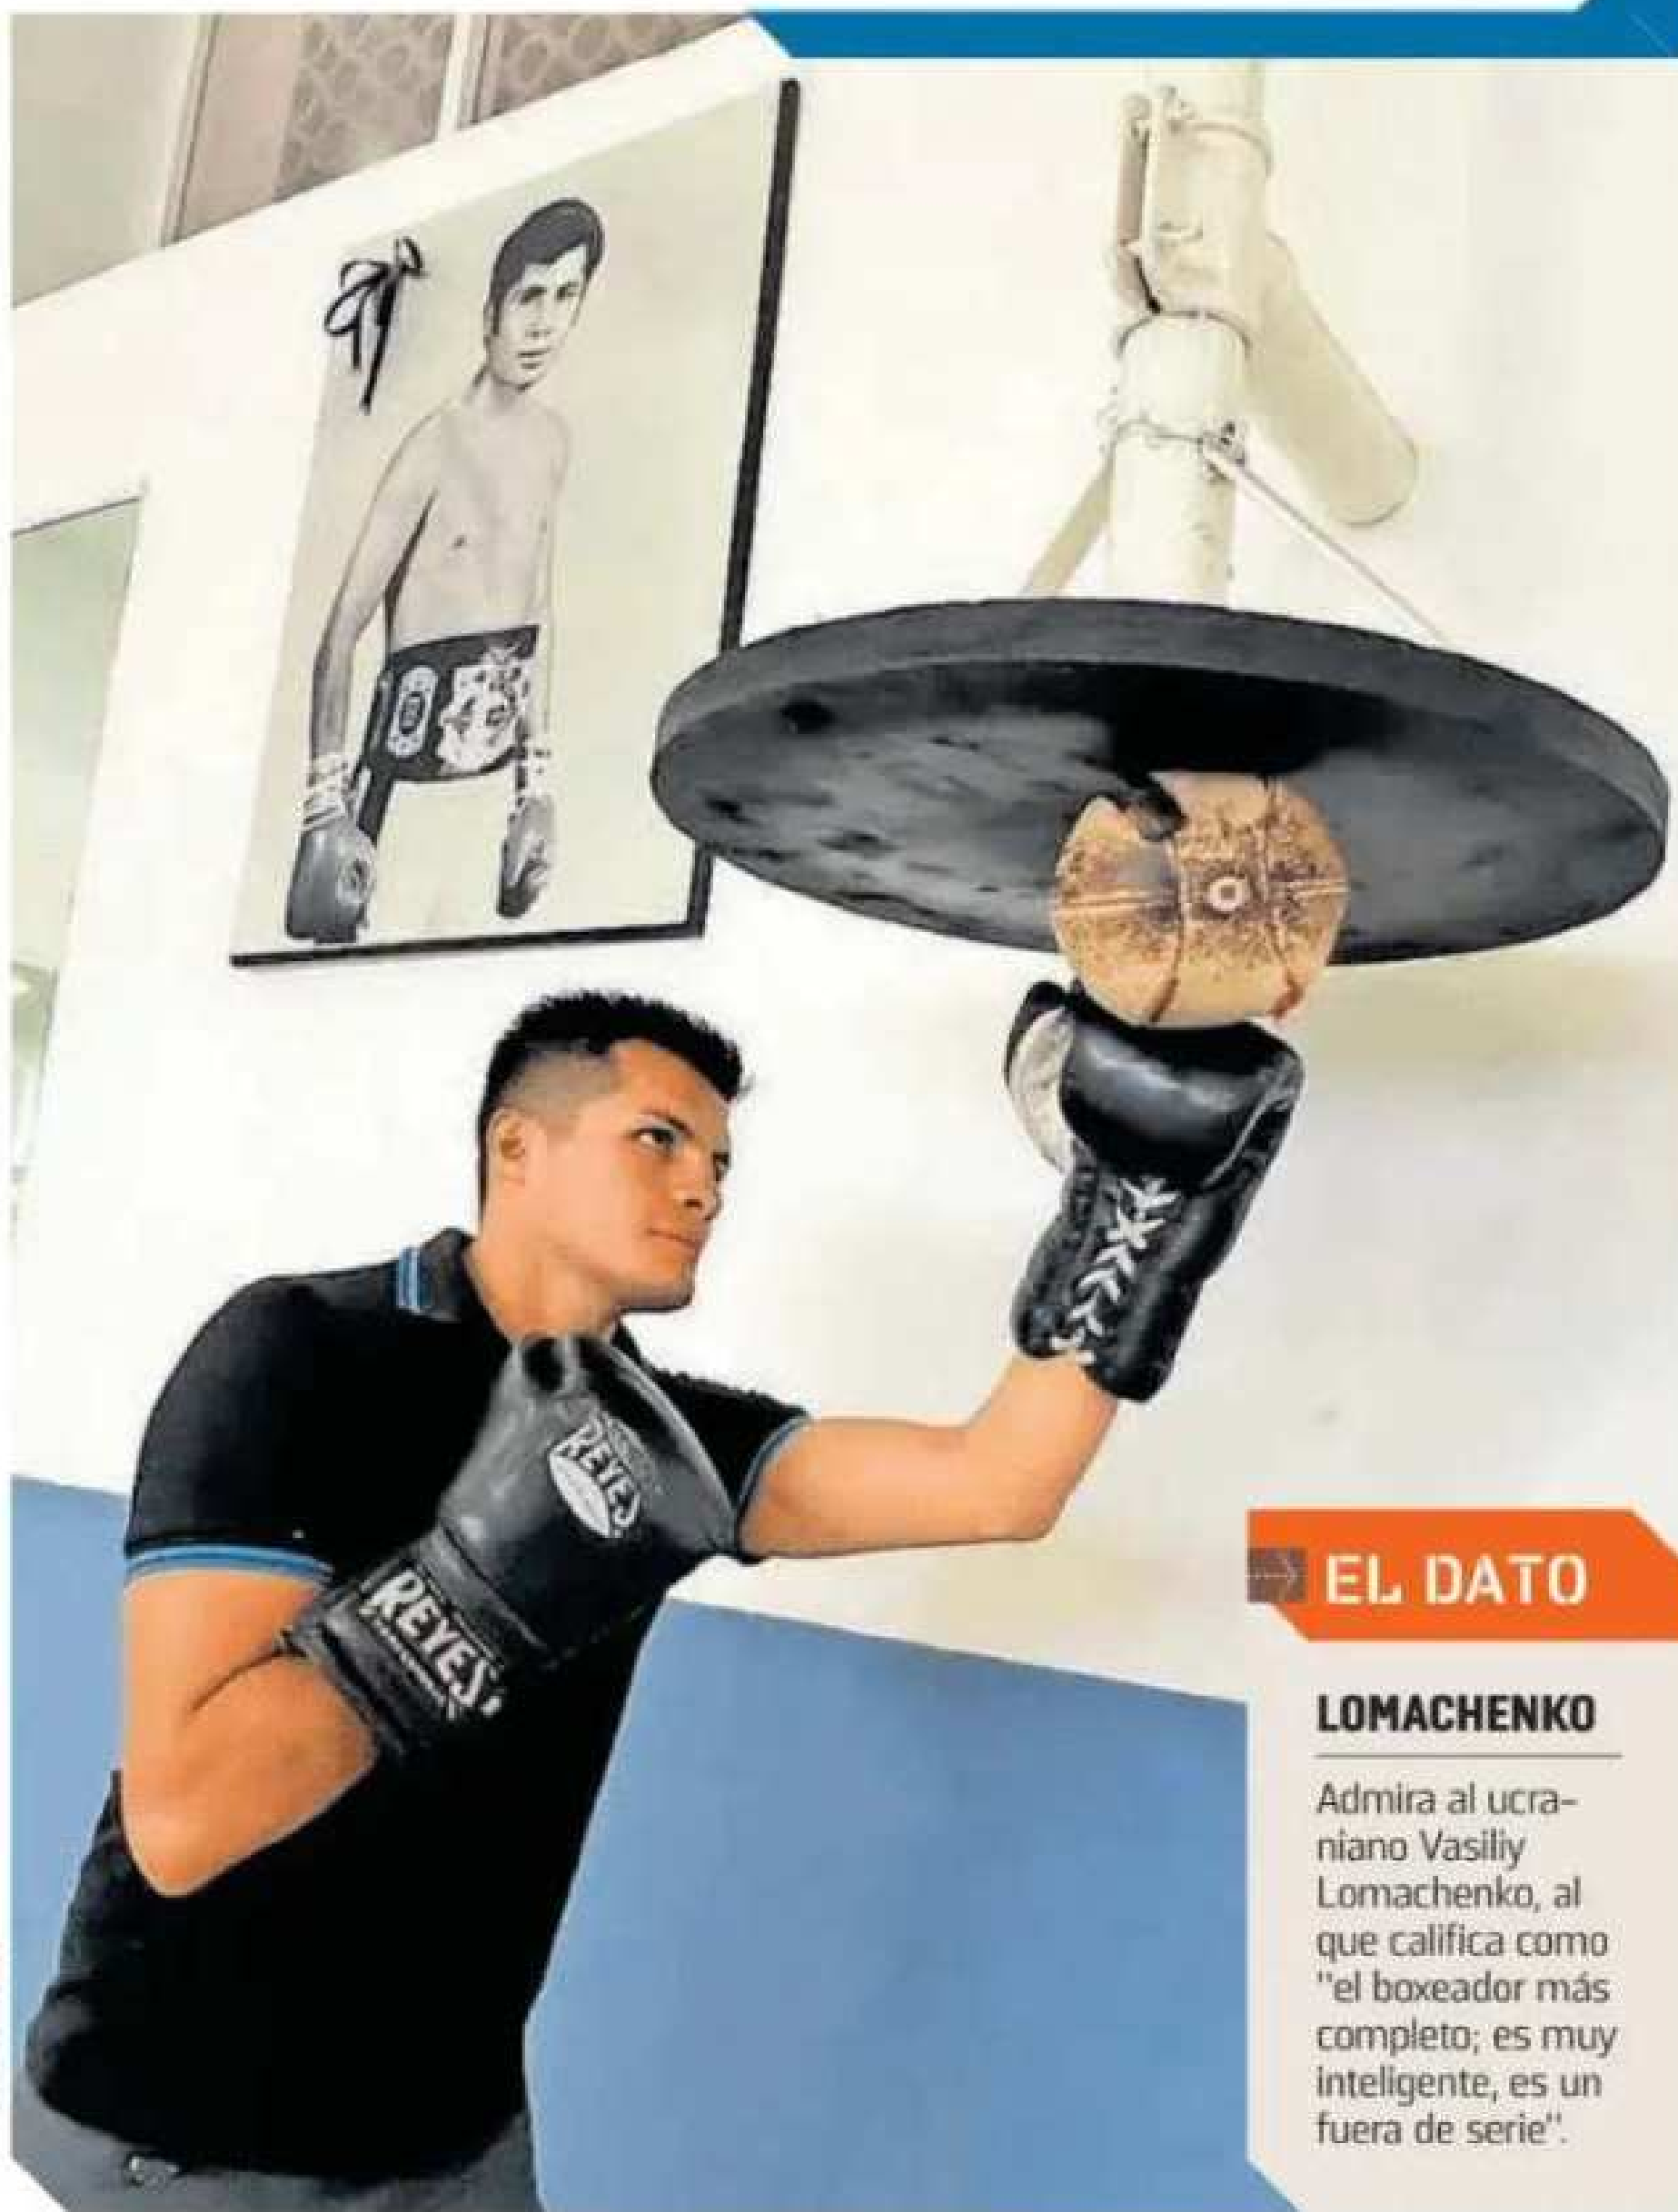 REYES
REYES
EL DATO
LOMACHENKO
Admira al ucra-
niano Vasiliy
Lomachenko, al
que califica como
"el boxeador más
completo; es muy
inteligente, es un
fuera de serie".